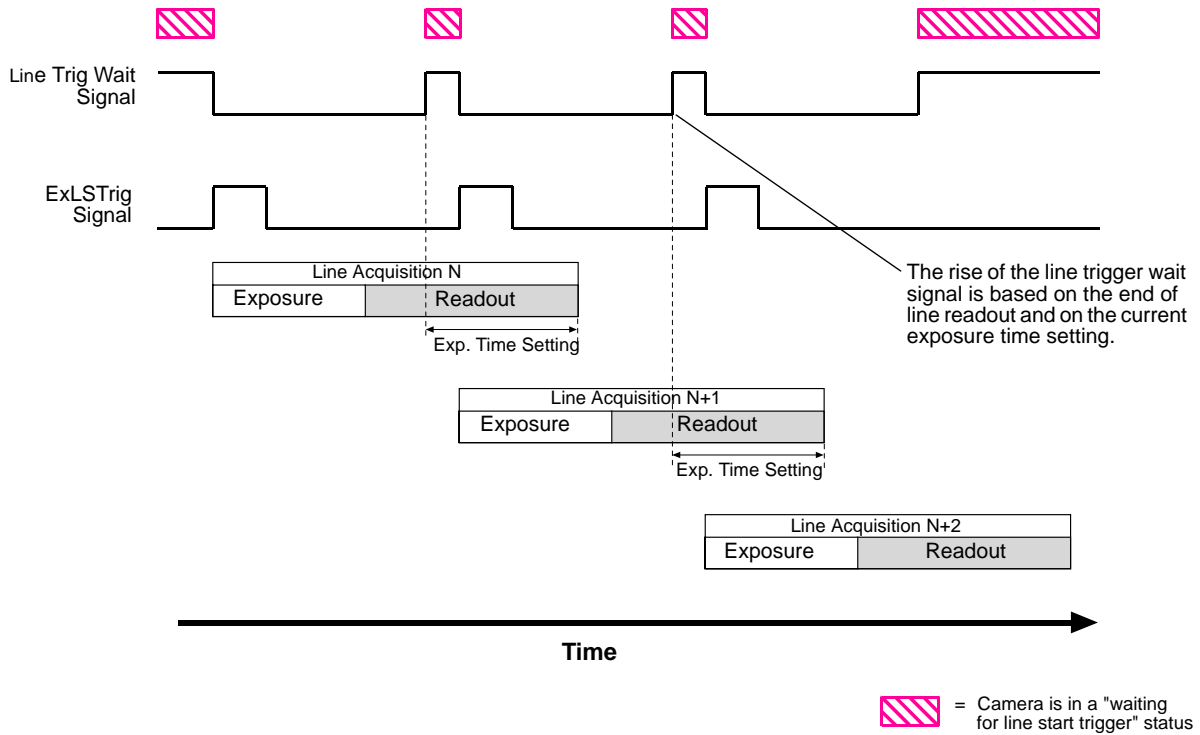 Line Trig Wait
Signal
ExLSTrig
Signal
Line Acquisition N
Exposure Readout
Exp. Time Setting
The rise of the line trigger wait
signal is based on the end of
line readout and on the current
exposure time setting.
Line Acquisition N+1
Exposure Readout
Exp. Time Setting
Line Acquisition N+2
Exposure Readout
Time
= Camera is in a "waiting
for line start trigger" status